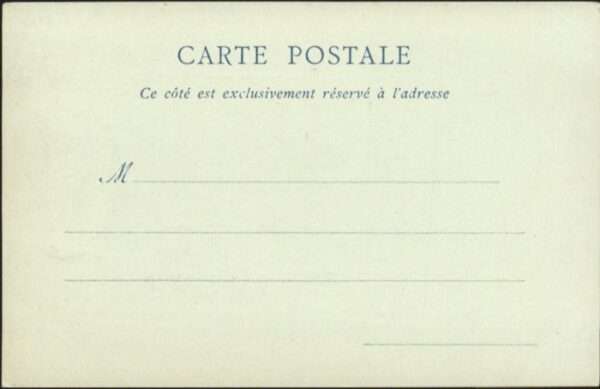 CARTE POSTALE
Ce côté est exclusivement réservé à l'adresse
M